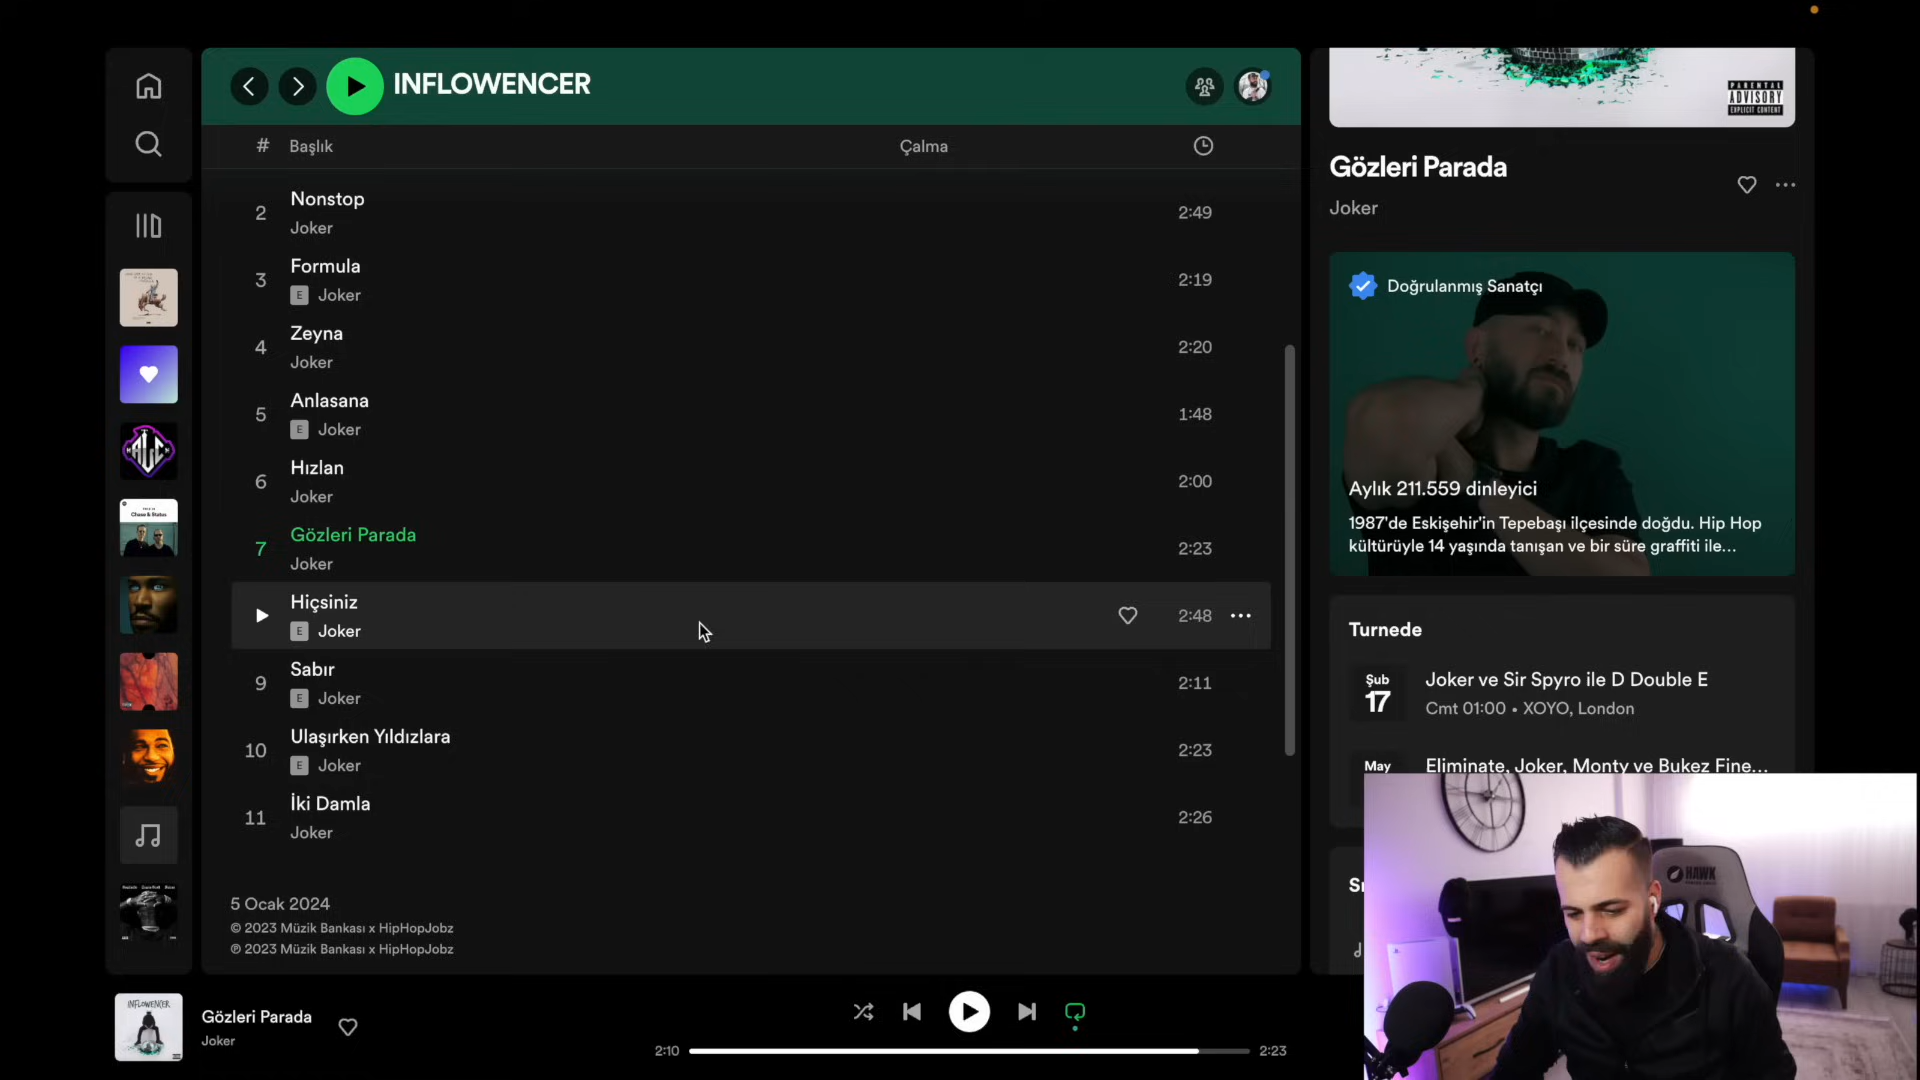 INFLOWENCER
# Başlık Çalma
2 Nonstop 2:49
Joker
3 Formula 2:19
E Joker
4 Zeyna 2:20
Joker
5 Anlasana 1:48
E Joker
6 Hızlan 2:00
Joker
7 Gözleri Parada 2:23
Joker
Hiçsiniz 2:48
E Joker
9 Sabır 2:11
E Joker
10 Ulaşırken Yıldızlara 2:23
E Joker
11 İki Damla 2:26
Joker
5 Ocak 2024
© 2023 Müzik Bankası x HipHopJobz
℗ 2023 Müzik Bankası x HipHopJobz
PARENTAL
ADVISORY
EXPLICIT CONTENT
Gözleri Parada
Joker
Doğrulanmış Sanatçı
Aylık 211.559 dinleyici
1987'de Eskişehir'in Tepebaşı ilçesinde doğdu. Hip Hop
kültürüyle 14 yaşında tanışan ve bir süre graffiti ile...
Turnede
Şub
17
Joker ve Sir Spyro ile D Double E
Cmt 01:00 • XOYO, London
May
Eliminate, Joker, Monty ve Bukez Fine...
Chase & Status
HAWK
INFLOWENCER
Gözleri Parada
Joker
2:10
2:23